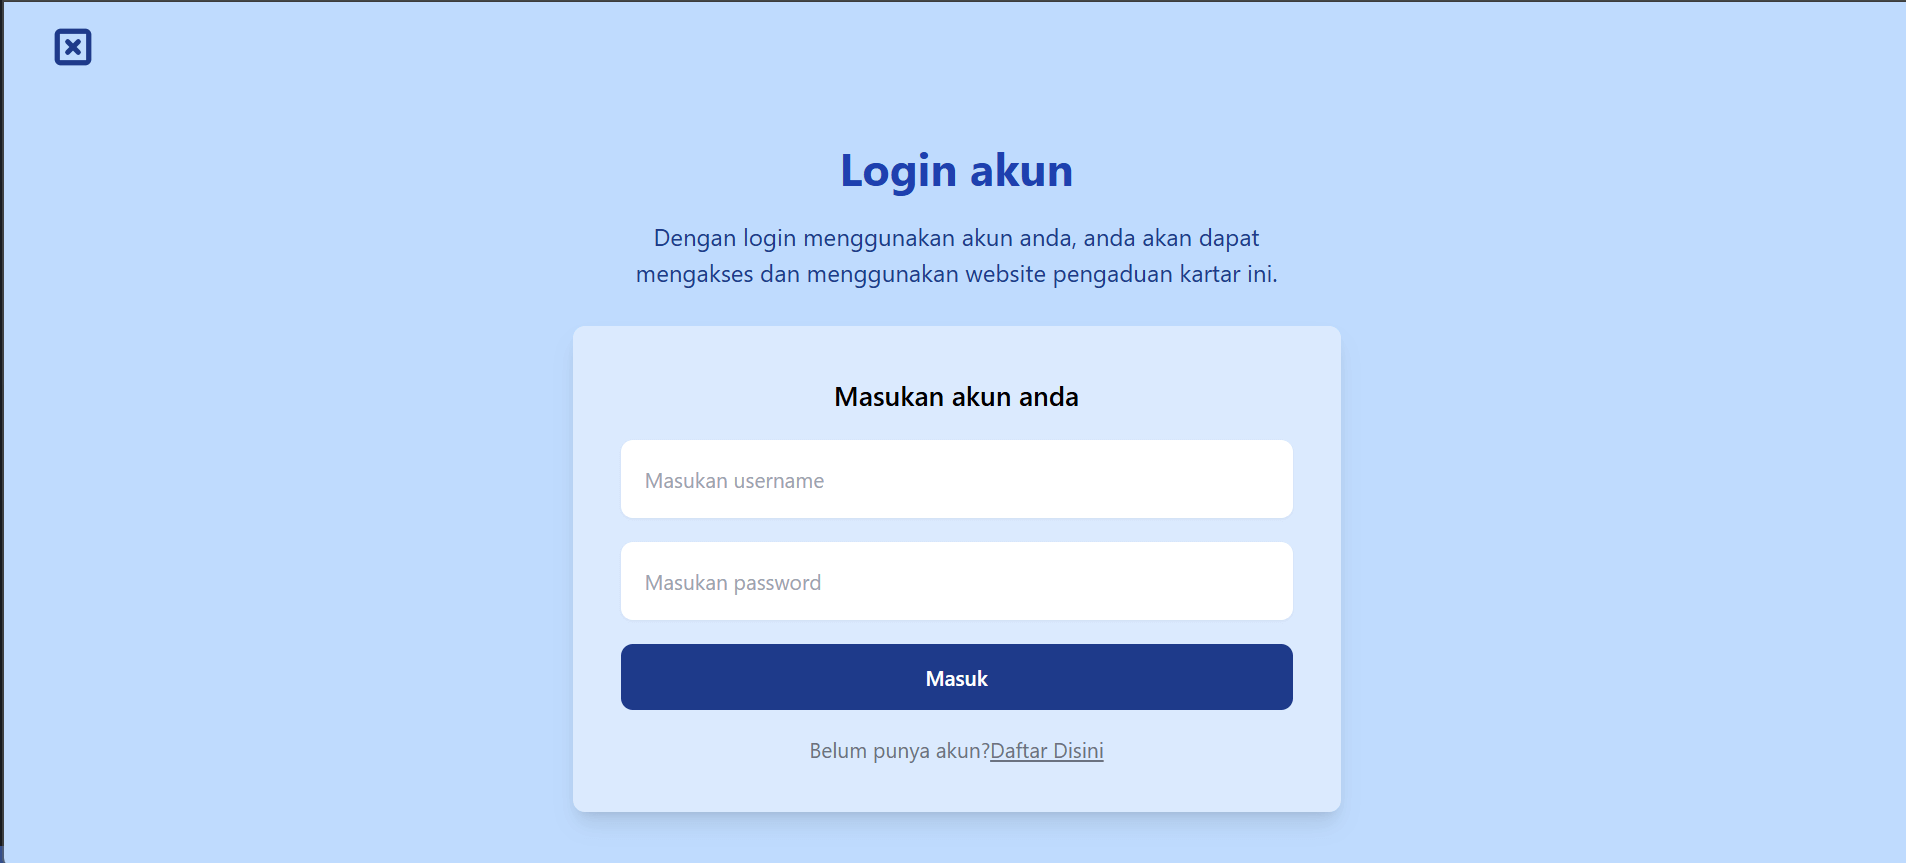 Login akun
Dengan login menggunakan akun anda, anda akan dapat
mengakses dan menggunakan website pengaduan kartar ini.
Masukan akun anda
Masukan username
Masukan password
Masuk
Belum punya akun?Daftar Disini